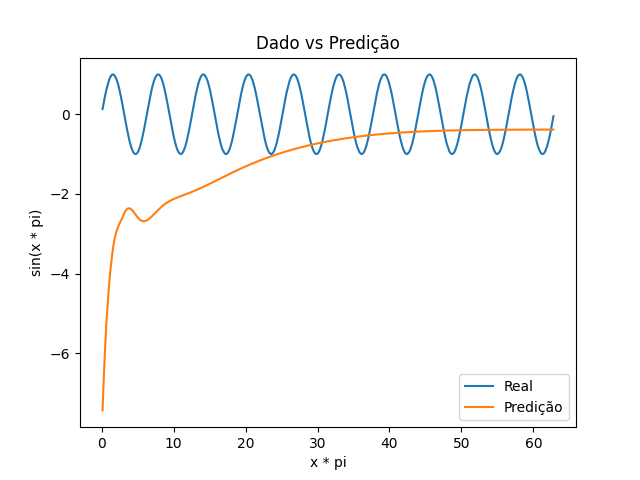 Dado vs Predição
sin(x * pi)
0
−2
−4
−6
Real
Predição
0 10 20 30 40 50 60
x * pi